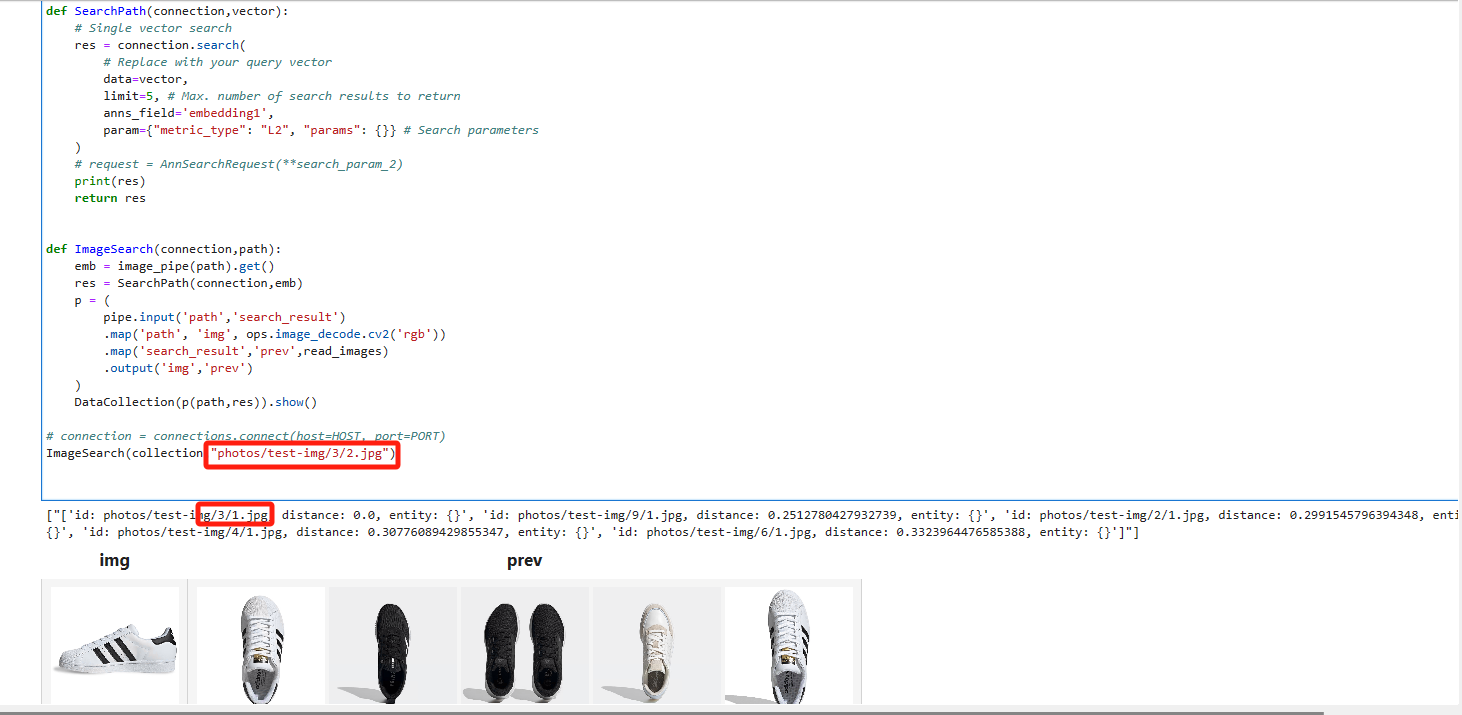 def SearchPath(connection,vector):
# Single vector search
res = connection.search(
# Replace with your query vector
data=vector,
limit=5, # Max. number of search results to return
anns_field='embedding1',
param={"metric_type": "L2", "params": {}} # Search parameters
)
# request = AnnSearchRequest(**search_param_2)
print(res)
return res
def ImageSearch(connection,path):
emb = image_pipe(path).get()
res = SearchPath(connection,emb)
p = (
pipe.input('path','search_result')
.map('path', 'img', ops.image_decode.cv2('rgb'))
.map('search_result','prev',read_images)
.output('img','prev')
)
DataCollection(p(path,res)).show()
# connection = connections.connect(host=HOST, port=PORT)
ImageSearch(collection "photos/test-img/3/2.jpg")
["['id: photos/test-img/3/1.jpg, distance: 0.0, entity: {}', 'id: photos/test-img/9/1.jpg, distance: 0.2512780427932739, entity: {}', 'id: photos/test-img/2/1.jpg, distance: 0.2991545796394348, enti
{}', 'id: photos/test-img/4/1.jpg, distance: 0.30776089429855347, entity: {}', 'id: photos/test-img/6/1.jpg, distance: 0.3323964476585388, entity: {}']"]
img prev